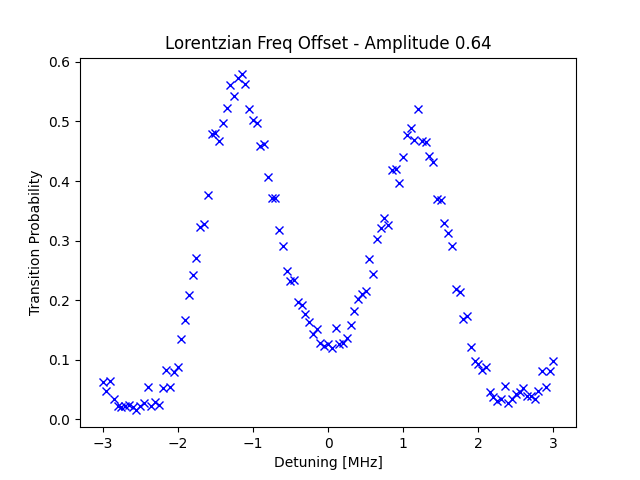 Lorentzian Freq Offset - Amplitude 0.64
Transition Probability
0.6
0.5
0.4
0.3
0.2
0.1
0.0
−3 −2 −1 0 1 2 3
Detuning [MHz]